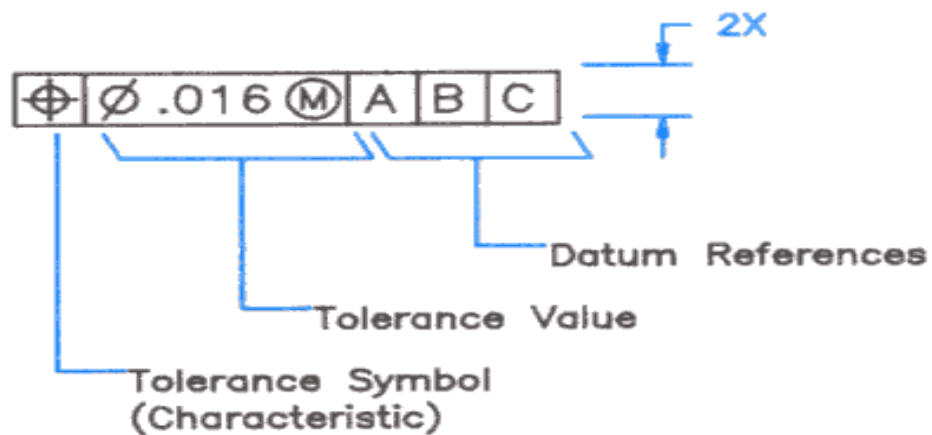 2X
⌖ Ø .016 Ⓜ A B C
Datum References
Tolerance Value
Tolerance Symbol
(Characteristic)